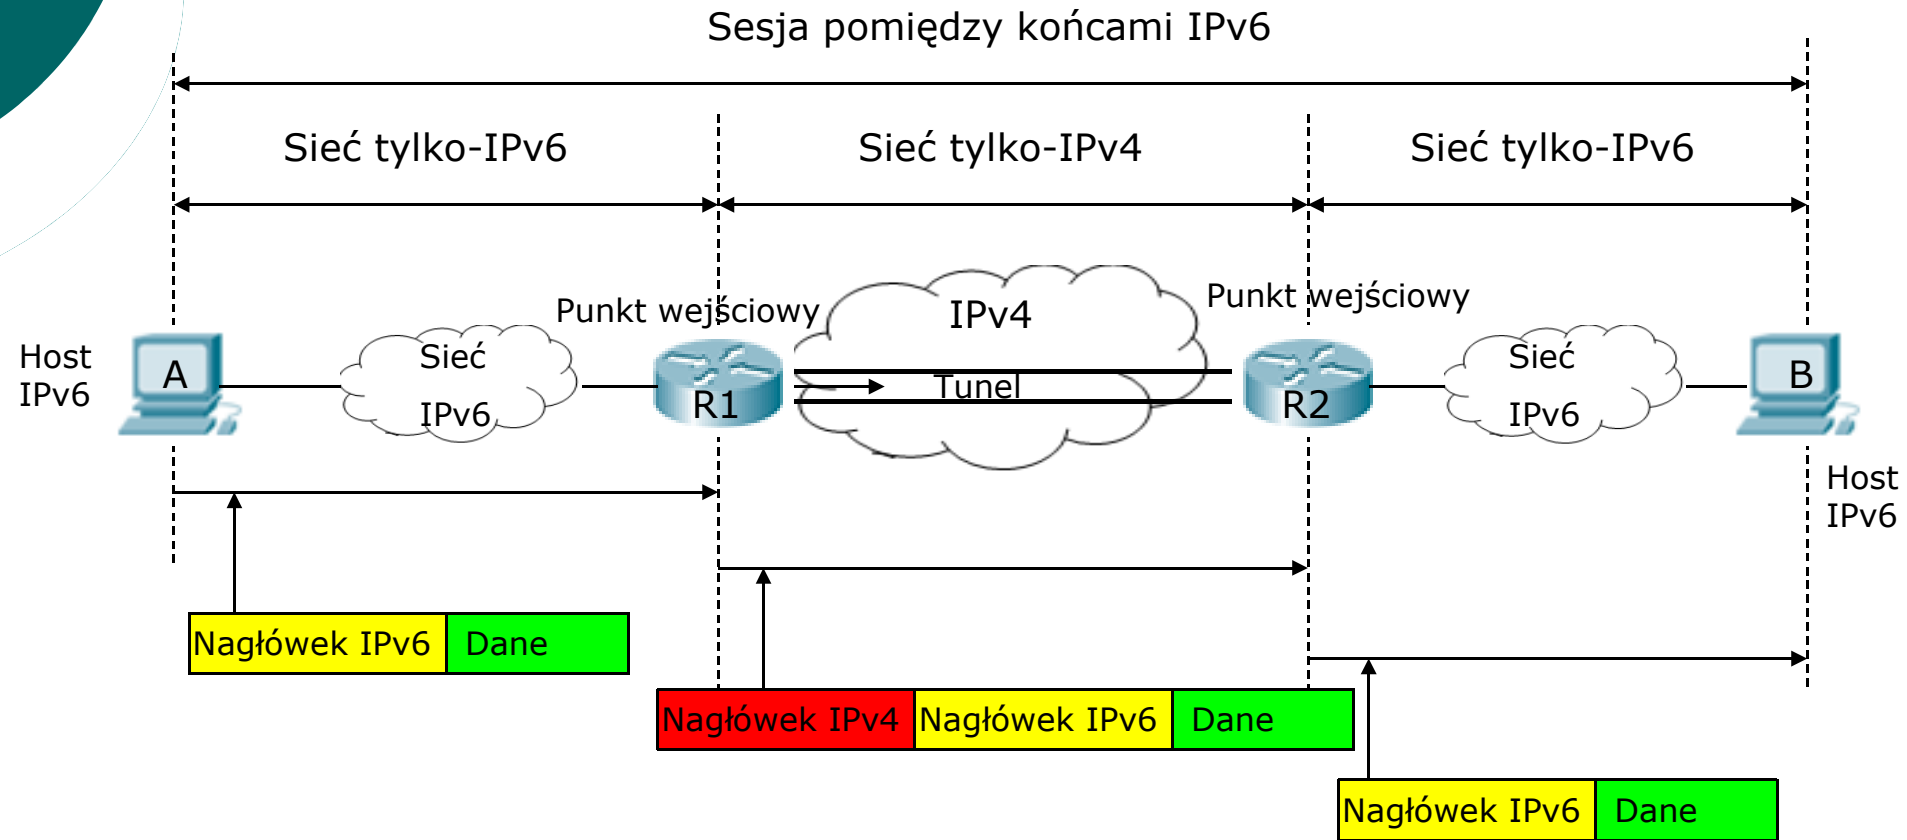 Sesja pomiędzy końcami IPv6
Sieć tylko-IPv6
Sieć tylko-IPv4
Sieć tylko-IPv6
Punkt wejściowy
IPv4
Punkt wejściowy
Host
IPv6
A
Sieć
IPv6
R1
Tunel
R2
Sieć
IPv6
B
Host
IPv6
Nagłówek IPv6
Dane
Nagłówek IPv4
Nagłówek IPv6
Dane
Nagłówek IPv6
Dane